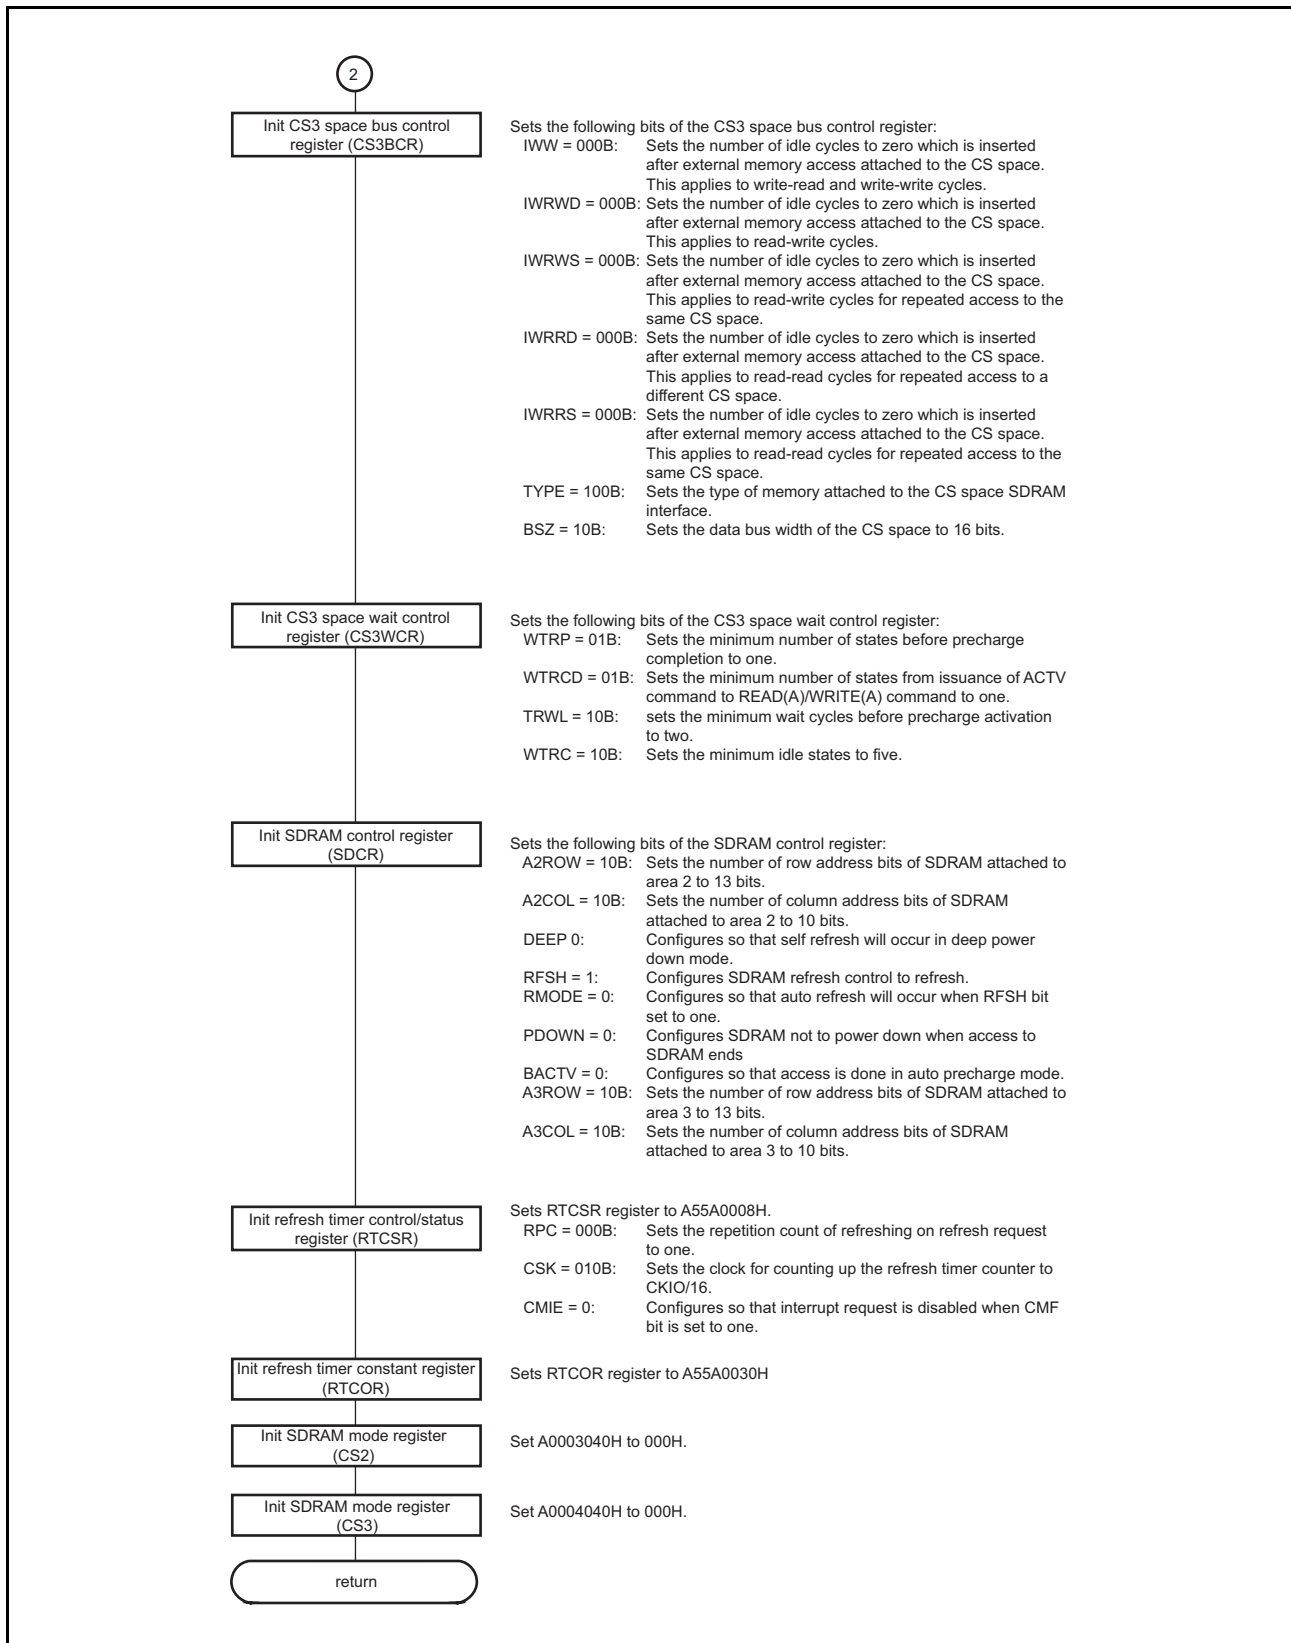 2
Init CS3 space bus control
register (CS3BCR)
Sets the following bits of the CS3 space bus control register:
IWW = 000B: Sets the number of idle cycles to zero which is inserted
after external memory access attached to the CS space.
This applies to write-read and write-write cycles.
IWRWD = 000B: Sets the number of idle cycles to zero which is inserted
after external memory access attached to the CS space.
This applies to read-write cycles.
IWRWS = 000B: Sets the number of idle cycles to zero which is inserted
after external memory access attached to the CS space.
This applies to read-write cycles for repeated access to the
same CS space.
IWRRD = 000B: Sets the number of idle cycles to zero which is inserted
after external memory access attached to the CS space.
This applies to read-read cycles for repeated access to a
different CS space.
IWRRS = 000B: Sets the number of idle cycles to zero which is inserted
after external memory access attached to the CS space.
This applies to read-read cycles for repeated access to the
same CS space.
TYPE = 100B: Sets the type of memory attached to the CS space SDRAM
interface.
BSZ = 10B: Sets the data bus width of the CS space to 16 bits.
Init CS3 space wait control
register (CS3WCR)
Sets the following bits of the CS3 space wait control register:
WTRP = 01B: Sets the minimum number of states before precharge
completion to one.
WTRCD = 01B: Sets the minimum number of states from issuance of ACTV
command to READ(A)/WRITE(A) command to one.
TRWL = 10B: sets the minimum wait cycles before precharge activation
to two.
WTRC = 10B: Sets the minimum idle states to five.
Init SDRAM control register
(SDCR)
Sets the following bits of the SDRAM control register:
A2ROW = 10B: Sets the number of row address bits of SDRAM attached to
area 2 to 13 bits.
A2COL = 10B: Sets the number of column address bits of SDRAM
attached to area 2 to 10 bits.
DEEP 0: Configures so that self refresh will occur in deep power
down mode.
RFSH = 1: Configures SDRAM refresh control to refresh.
RMODE = 0: Configures so that auto refresh will occur when RFSH bit
set to one.
PDOWN = 0: Configures SDRAM not to power down when access to
SDRAM ends
BACTV = 0: Configures so that access is done in auto precharge mode.
A3ROW = 10B: Sets the number of row address bits of SDRAM attached to
area 3 to 13 bits.
A3COL = 10B: Sets the number of column address bits of SDRAM
attached to area 3 to 10 bits.
Init refresh timer control/status
register (RTCSR)
Sets RTCSR register to A55A0008H.
RPC = 000B: Sets the repetition count of refreshing on refresh request
to one.
CSK = 010B: Sets the clock for counting up the refresh timer counter to
CKIO/16.
CMIE = 0: Configures so that interrupt request is disabled when CMF
bit is set to one.
Init refresh timer constant register
(RTCOR)
Sets RTCOR register to A55A0030H
Init SDRAM mode register
(CS2)
Set A0003040H to 000H.
Init SDRAM mode register
(CS3)
Set A0004040H to 000H.
return